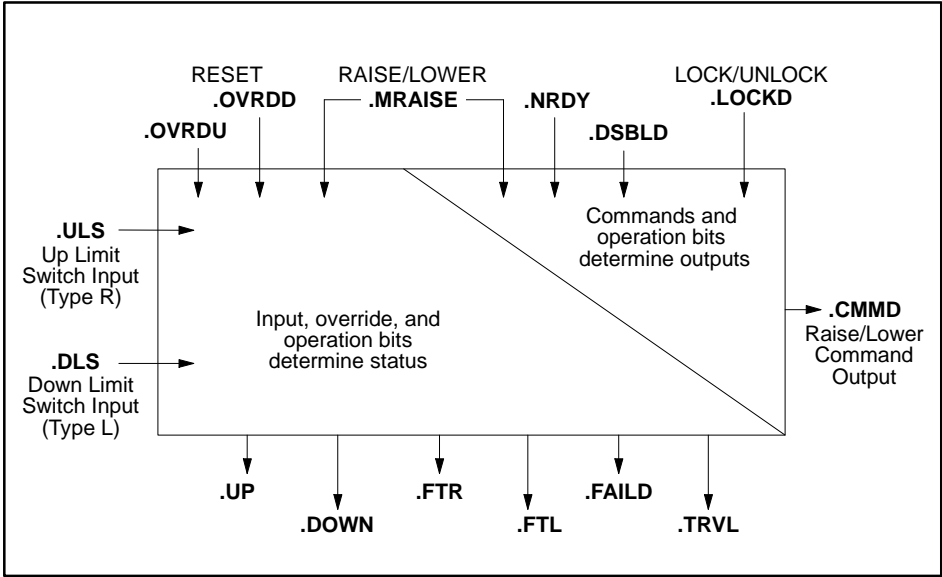 RESET
.OVRDD
.OVRDU
RAISE/LOWER
.MRAISE
.NRDY
.DSBLD
LOCK/UNLOCK
.LOCKD
.ULS
Up Limit
Switch Input
(Type R)
Commands and
operation bits
determine outputs
Input, override, and
operation bits
determine status
.CMMD
Raise/Lower
Command
Output
.DLS
Down Limit
Switch Input
(Type L)
.UP
.DOWN
.FTR
.FTL
.FAILD
.TRVL